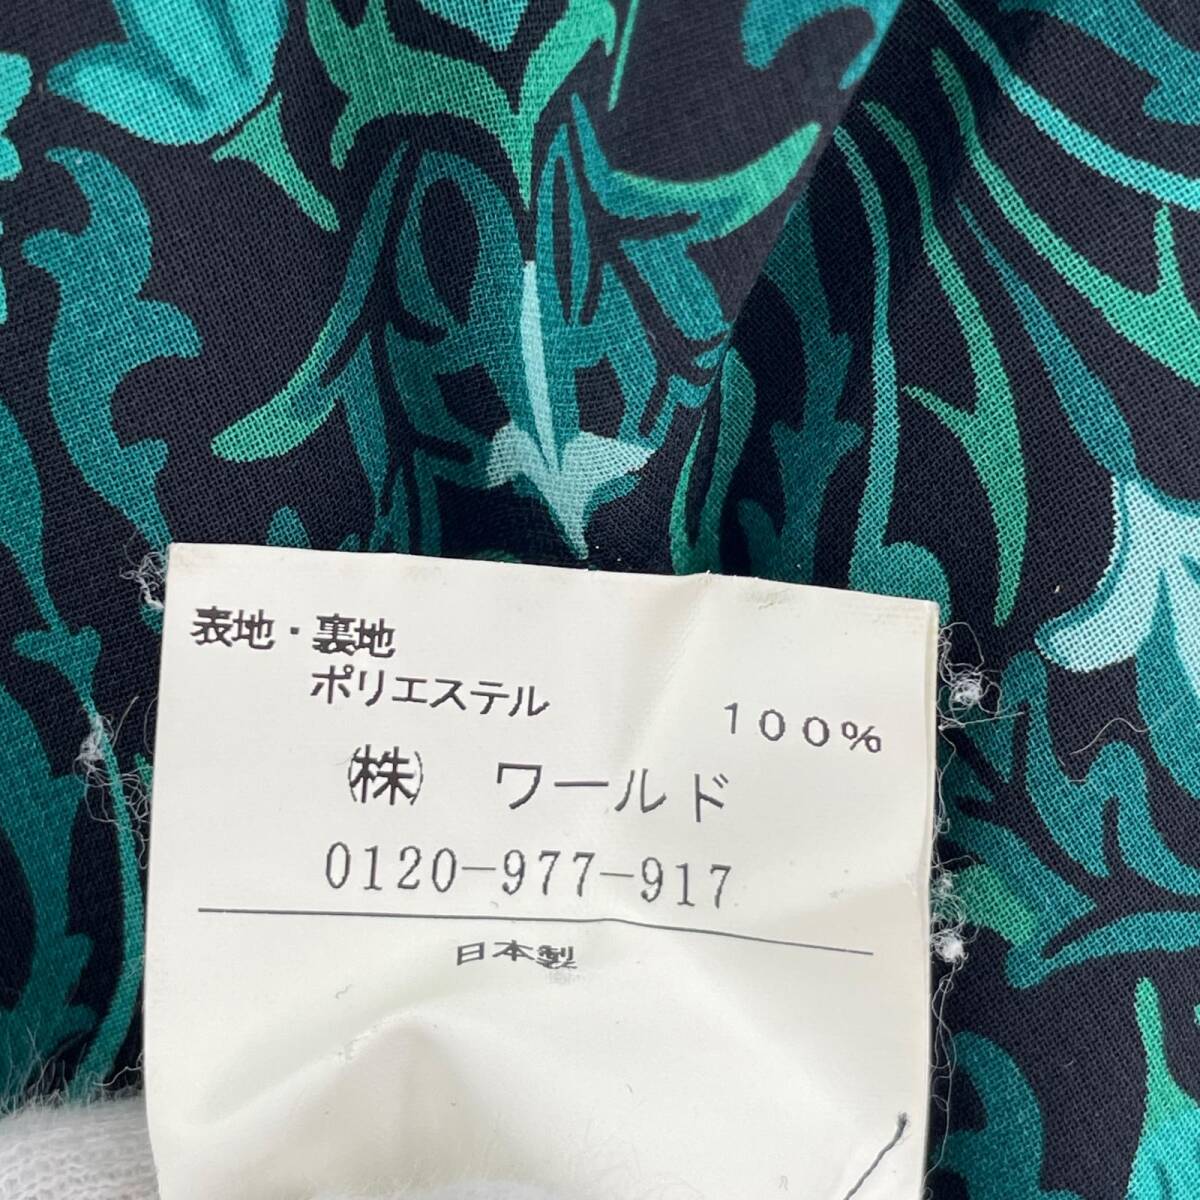 表地・裏地
ポリエステル 100%
㈱ ワールド
0120-977-917
日本製